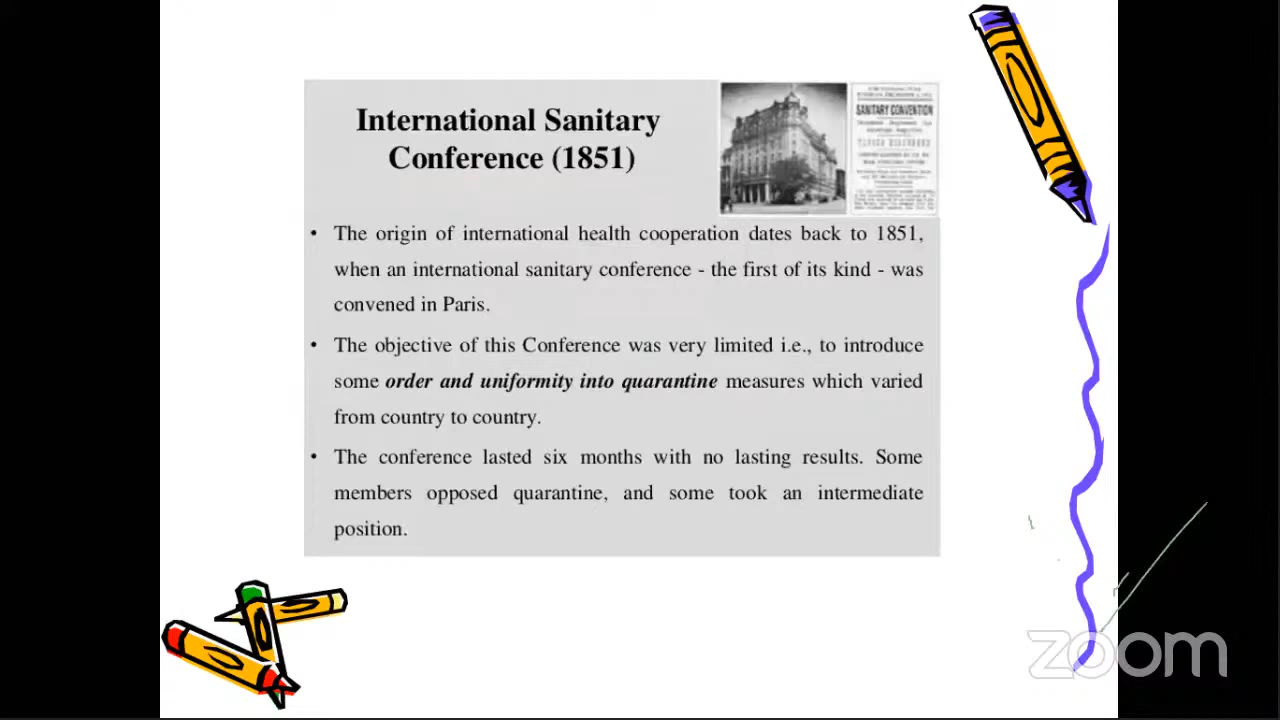 International Sanitary
Conference (1851)
SANITARY CONVENTION
• The origin of international health cooperation dates back to 1851,
when an international sanitary conference - the first of its kind - was
convened in Paris.
• The objective of this Conference was very limited i.e., to introduce
some order and uniformity into quarantine measures which varied
from country to country.
• The conference lasted six months with no lasting results. Some
members opposed quarantine, and some took an intermediate
position.
zoom